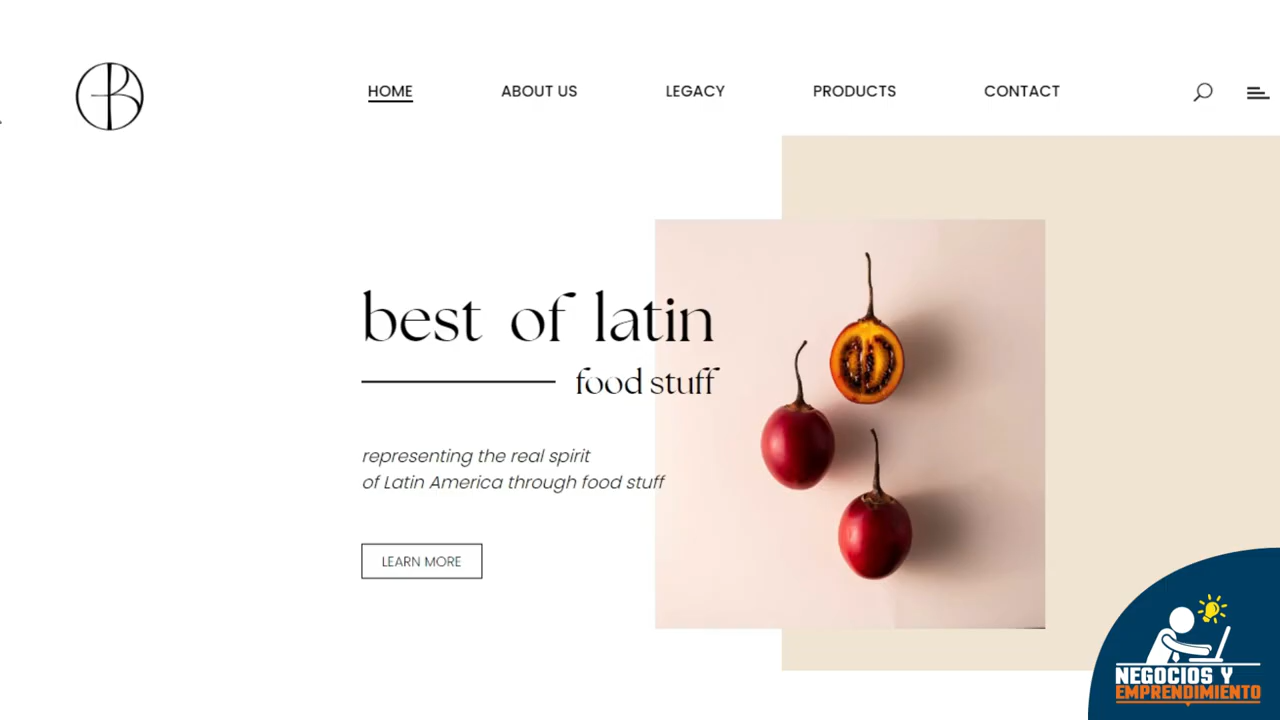 HOME
ABOUT US
LEGACY
PRODUCTS
CONTACT
best of latin
food stuff
representing the real spirit
of Latin America through food stuff
LEARN MORE
NEGOCIOS Y
EMPRENDIMIENTO